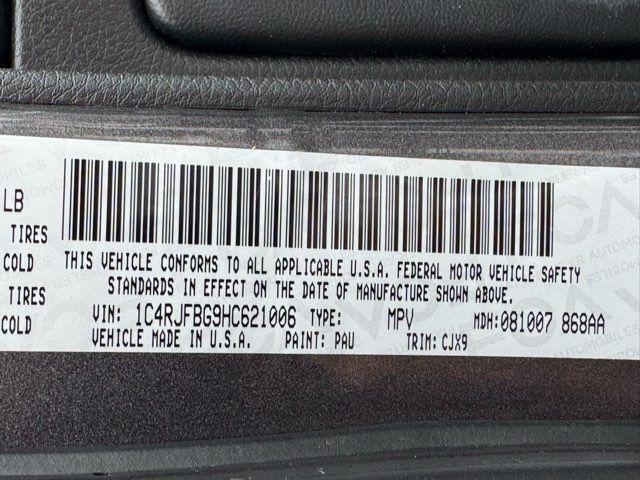 LB
TIRES
COLD
TIRES
COLD
THIS VEHICLE CONFORMS TO ALL APPLICABLE U.S.A. FEDERAL MOTOR VEHICLE SAFETY
STANDARDS IN EFFECT ON THE DATE OF MANUFACTURE SHOWN ABOVE.
VIN: 1C4RJFBG9HC621006 TYPE: MPV MDH:081007 868AA
VEHICLE MADE IN U.S.A. PAINT: PAU TRIM: CJX9